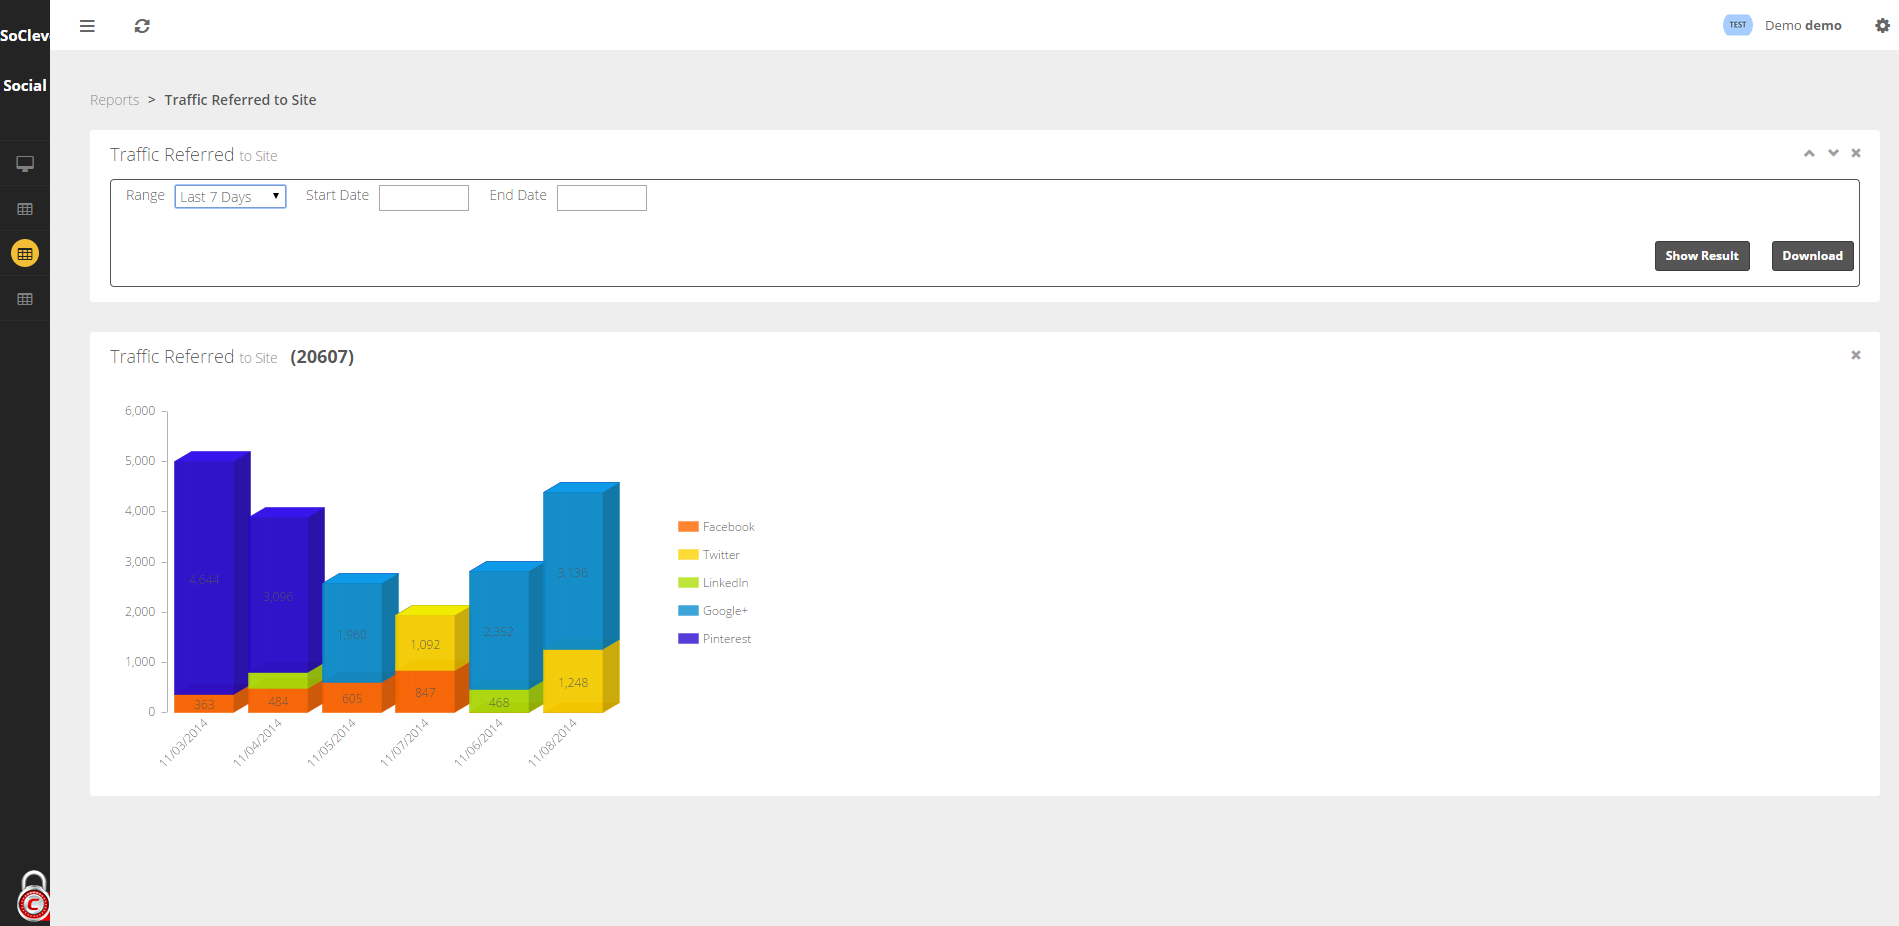 SoCleve
Demo demo
TEST
Social
Reports > Traffic Referred to Site
Traffic Referred to Site
Range Last 7 Days Start Date End Date
Show Result Download
Traffic Referred to Site (20607)
6,000
5,000
4,000
3,000
2,000
1,000
0
4,644
3,096
1,960
1,092
2,352
3,136
363
484
605
847
468
1,248
11/03/2014
11/04/2014
11/05/2014
11/07/2014
11/06/2014
11/08/2014
Facebook
Twitter
LinkedIn
Google+
Pinterest
C